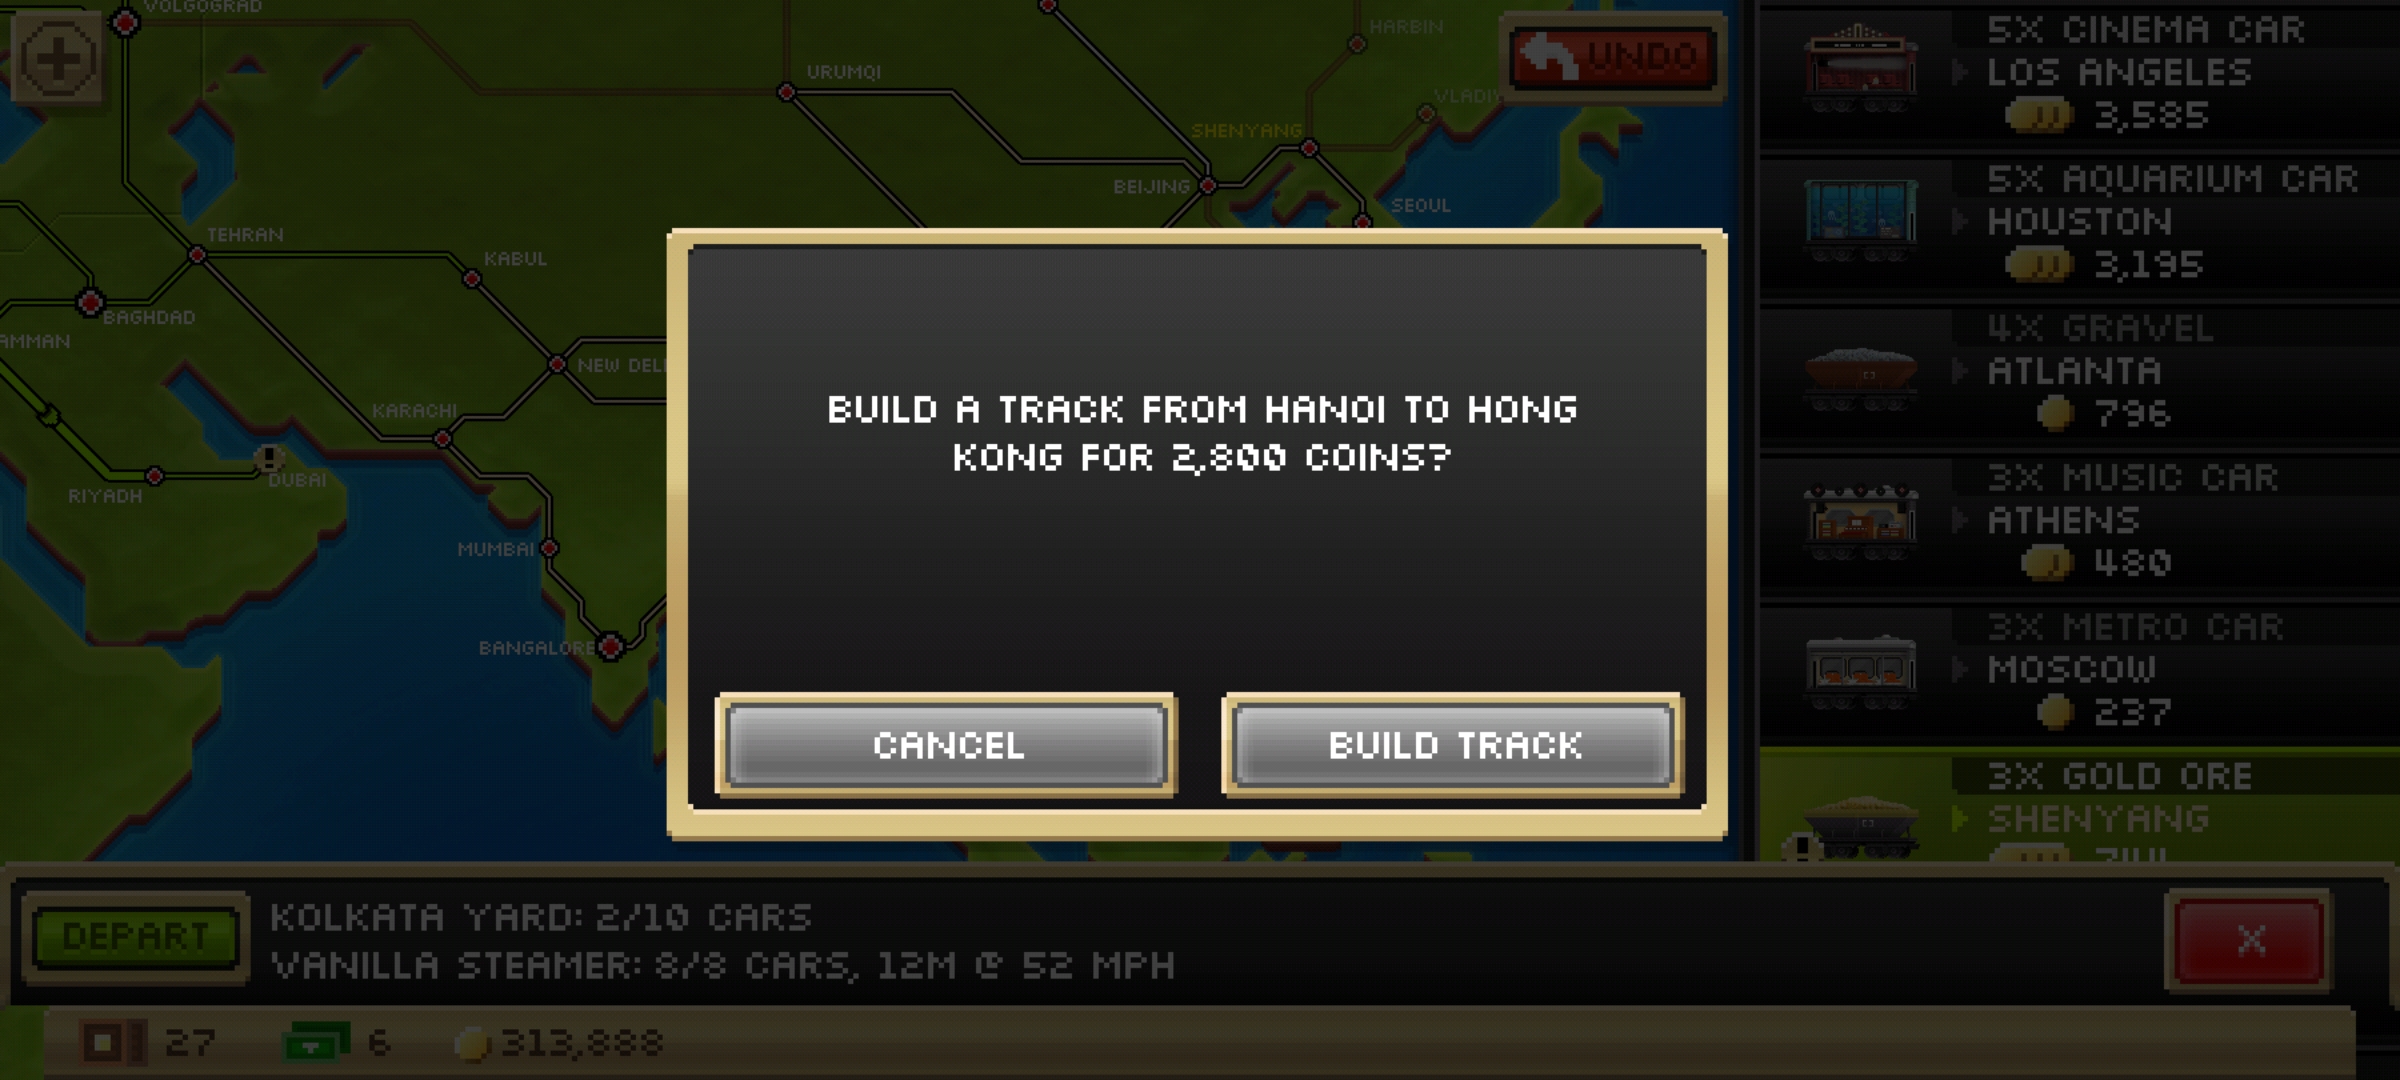 VOLGOGRAD
HARBIN
UNDO
URUMQI
SHENYANG
BEIJING
SEOUL
TEHRAN
KABUL
BAGHDAD
NEW
KARACHI
RIYADH
DUBAI
MUMBAI
BANGALORE
BUILD A TRACK FROM HANOI TO HONG
KONG FOR 2,800 COINS?
CANCEL
BUILD TRACK
5X CINEMA CAR
LOS ANGELES
3,585
5X AQUARIUM CAR
HOUSTON
3,195
4X GRAVEL
ATLANTA
796
3X MUSIC CAR
ATHENS
480
3X METRO CAR
MOSCOW
237
3X GOLD ORE
SHENYANG
DEPART
KOLKATA YARD: 2/10 CARS
VANILLA STEAMER: 8/8 CARS, 12M @ 52 MPH
X
27
6
313,888